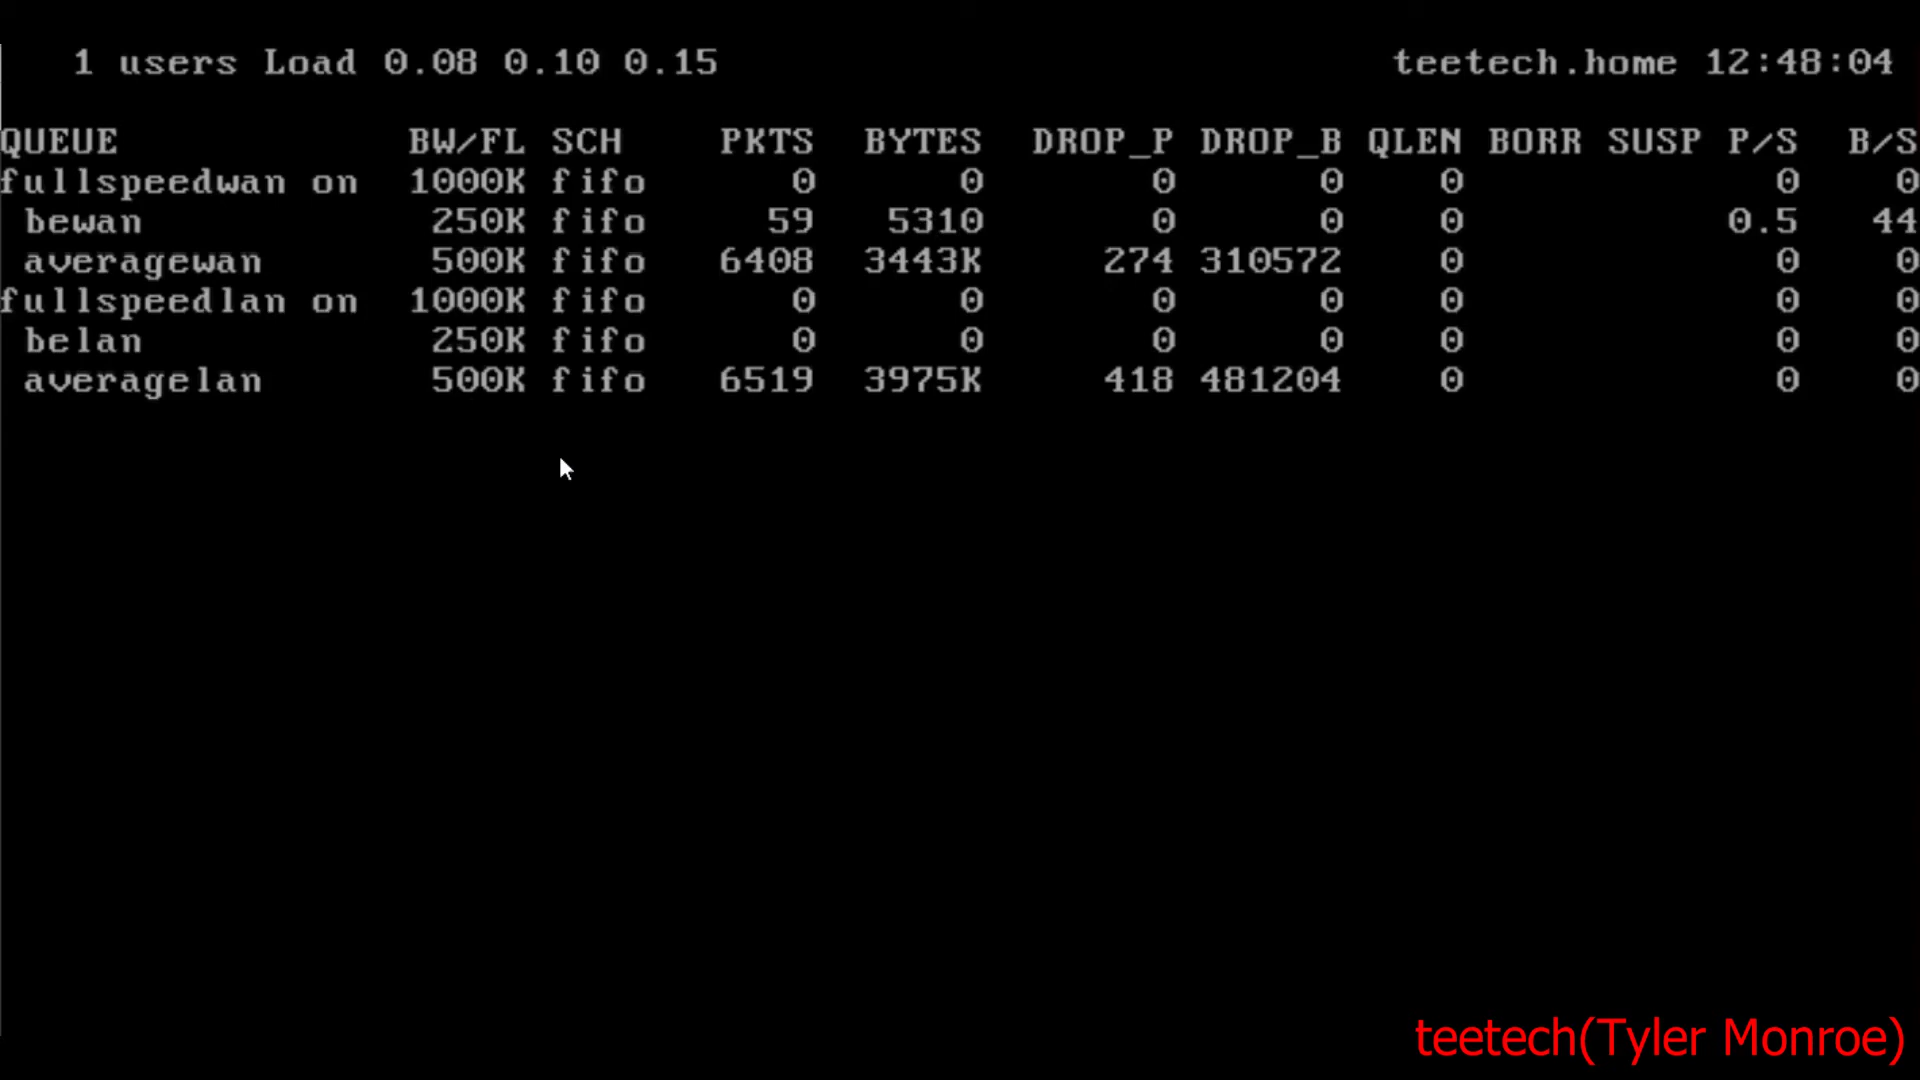 1 users Load 0.08 0.10 0.15 teetech.home 12:48:04
QUEUE BW/FL SCH PKTS BYTES DROP_P DROP_B QLEN BORR SUSP P/S B/S
fullspeedwan on 1000K fifo 0 0 0 0 0 0 0
bewan 250K fifo 59 5310 0 0 0 0.5 44
averagewan 500K fifo 6408 3443K 274 310572 0 0 0
fullspeedlan on 1000K fifo 0 0 0 0 0 0 0
belan 250K fifo 0 0 0 0 0 0 0
averagelan 500K fifo 6519 3975K 418 481204 0 0 0
teetech(Tyler Monroe)